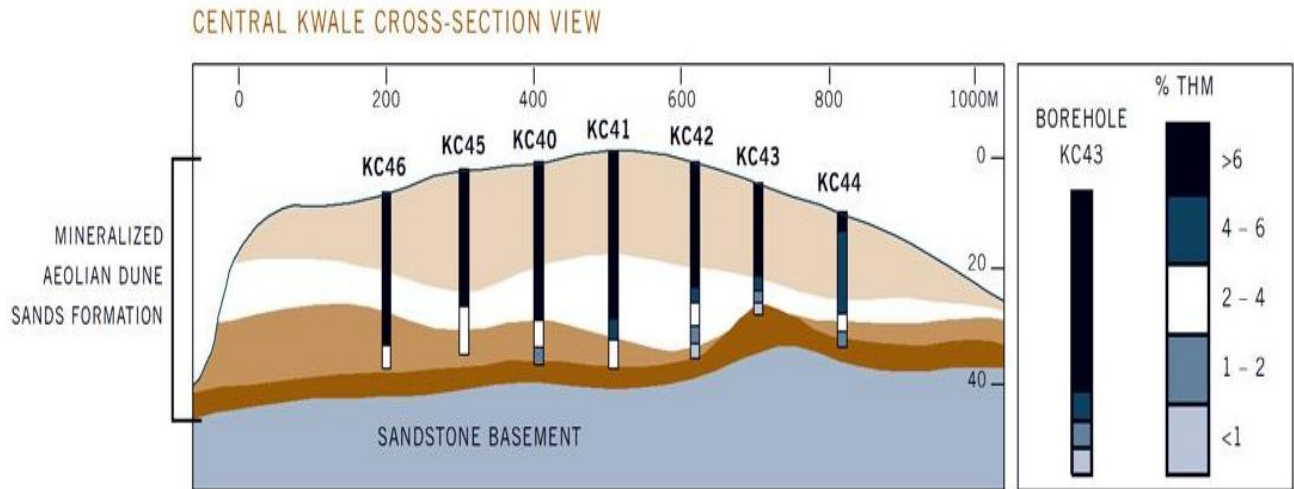 CENTRAL KWALE CROSS-SECTION VIEW
0
200
400
600
800
1000M
KC46
KC45
KC40
KC41
KC42
KC43
KC44
0
20
40
MINERALIZED
AEOLIAN DUNE
SANDS FORMATION
SANDSTONE BASEMENT
BOREHOLE
KC43
% THM
>6
4 – 6
2 – 4
1 – 2
<1